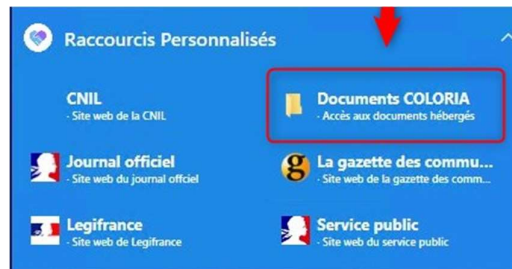 Raccourcis Personnalisés
CNIL
- Site web de la CNIL
Documents COLORIA
- Accès aux documents hébergés
Journal officiel
- Site web du journal offciel
g La gazette des commu...
- Site web de la gazette des comm...
Legifrance
- Site web de Legifrance
Service public
- Site web du service public